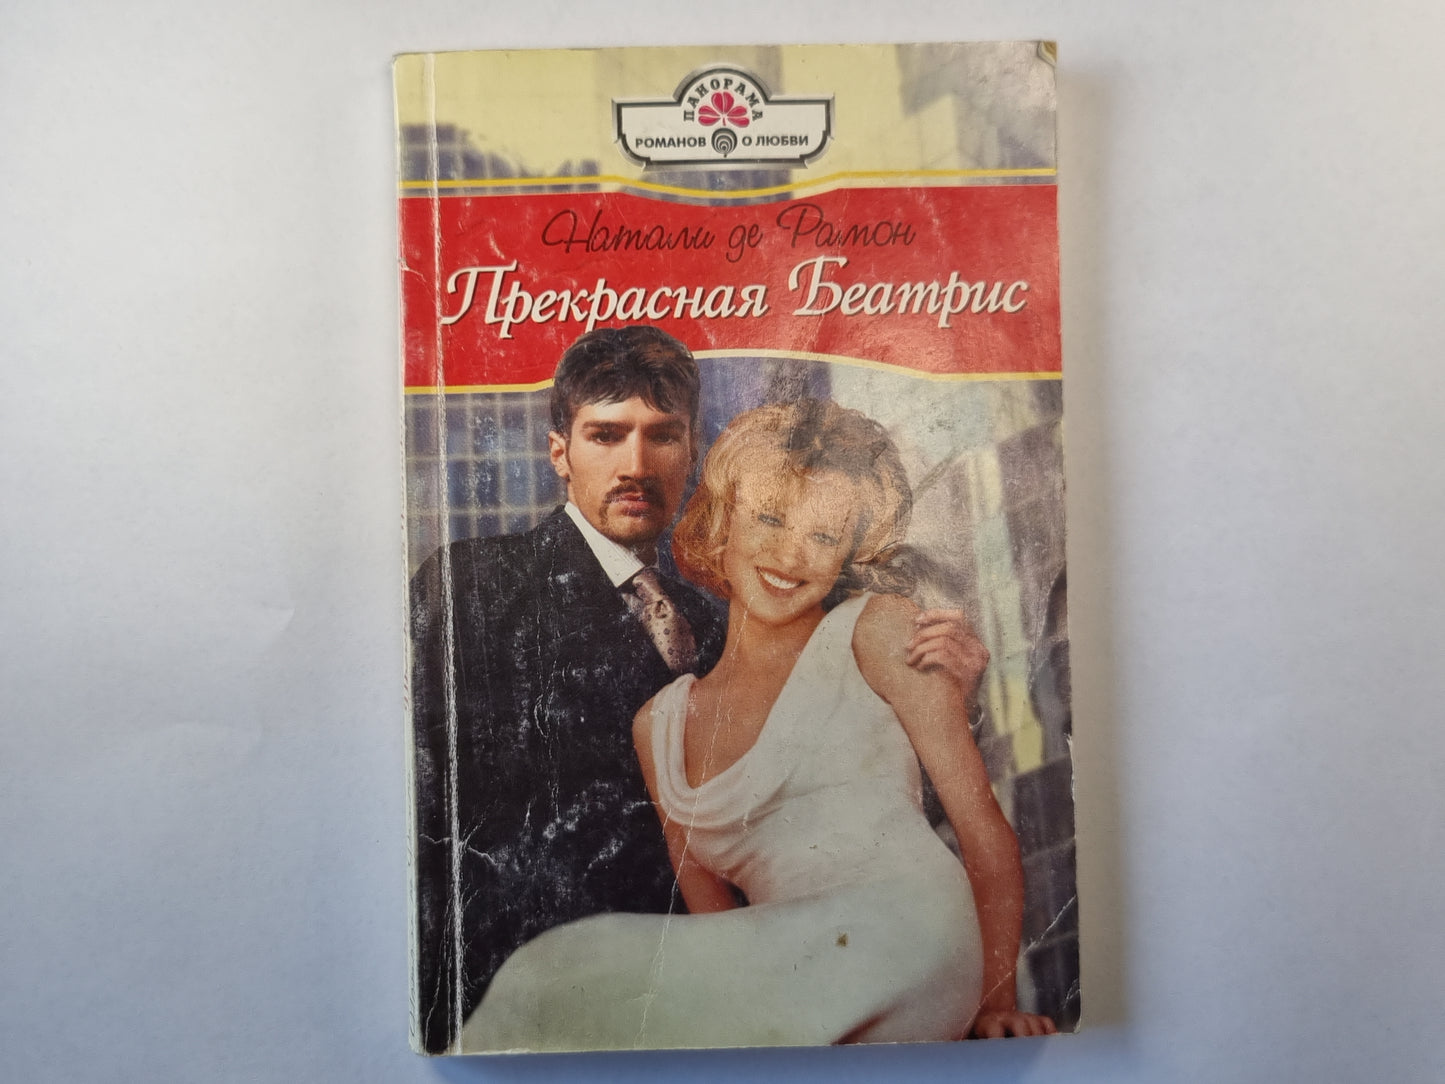 ПАНОРАМА
РОМАНОВ О ЛЮБВИ
Натали де Рамон
Прекрасная Беатрис